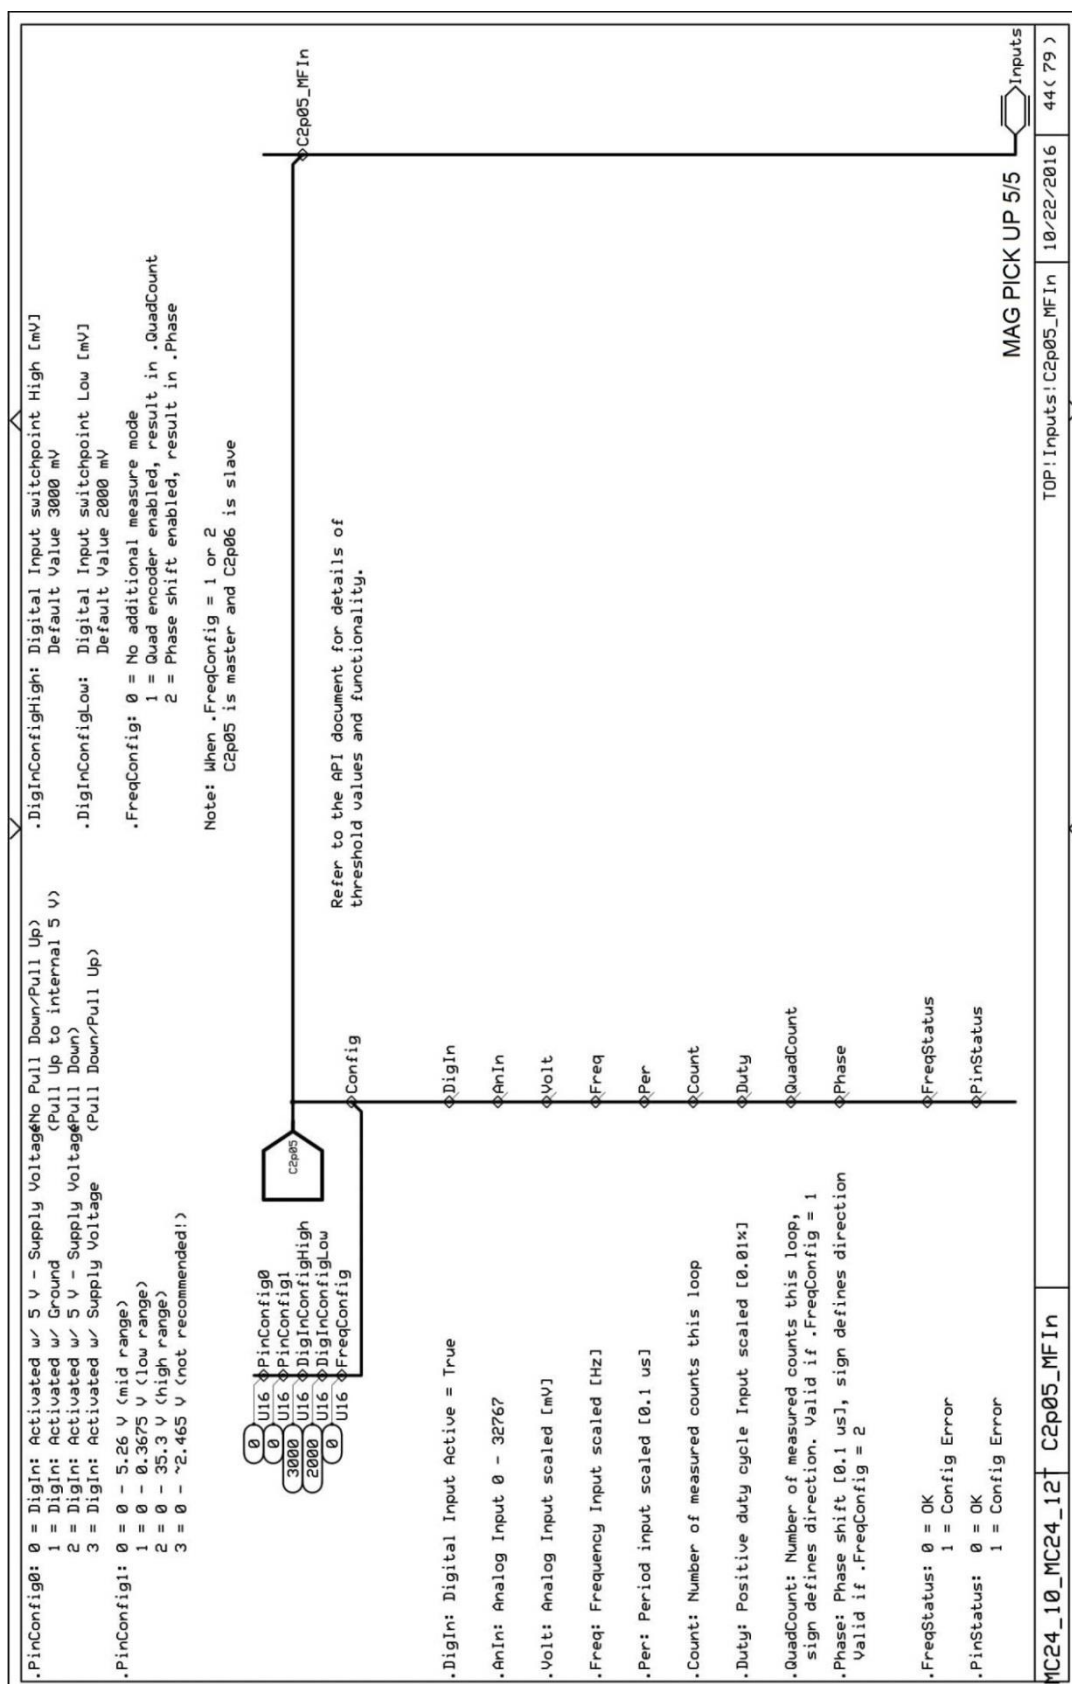 .PinConfig0: 0 = DigIn: Activated w/ 5 V - Supply Voltage(No Pull Down/Pull Up)
1 = DigIn: Activated w/ Ground (Pull Up to internal 5 V)
2 = DigIn: Activated w/ 5 V - Supply Voltage(Pull Down)
3 = DigIn: Activated w/ Supply Voltage (Pull Down/Pull Up)
.PinConfig1: 0 = 0 - 5.26 V (mid range)
1 = 0 - 0.3675 V (low range)
2 = 0 - 35.3 V (high range)
3 = 0 - ~2.465 V (not recommended!)
.DigInConfigHigh: Digital Input switchpoint High [mV]
Default Value 3000 mV
.DigInConfigLow: Digital Input switchpoint Low [mV]
Default Value 2000 mV
.FreqConfig: 0 = No additional measure mode
1 = Quad encoder enabled, result in .QuadCount
2 = Phase shift enabled, result in .Phase
Note: When .FreqConfig = 1 or 2
C2p05 is master and C2p06 is slave
0 U16 PinConfig0
0 U16 PinConfig1
3000 U16 DigInConfigHigh
2000 U16 DigInConfigLow
0 U16 FreqConfig
C2p05
C2p05_MFIn
Config
Refer to the API document for details of
threshold values and functionality.
.DigIn: Digital Input Active = True
DigIn
.AnIn: Analog Input 0 - 32767
AnIn
.Volt: Analog Input scaled [mV]
Volt
.Freq: Frequency Input scaled [Hz]
Freq
.Per: Period input scaled [0.1 us]
Per
.Count: Number of measured counts this loop
Count
.Duty: Positive duty cycle Input scaled [0.01%]
Duty
.QuadCount: Number of measured counts this loop,
sign defines direction. Valid if .FreqConfig = 1
QuadCount
.Phase: Phase shift [0.1 us], sign defines direction
Valid if .FreqConfig = 2
Phase
.FreqStatus: 0 = OK
1 = Config Error
FreqStatus
.PinStatus: 0 = OK
1 = Config Error
PinStatus
MAG PICK UP 5/5
Inputs
MC24_10_MC24_12T C2p05_MFIn TOP!Inputs!C2p05_MFIn 10/22/2016 44(79)